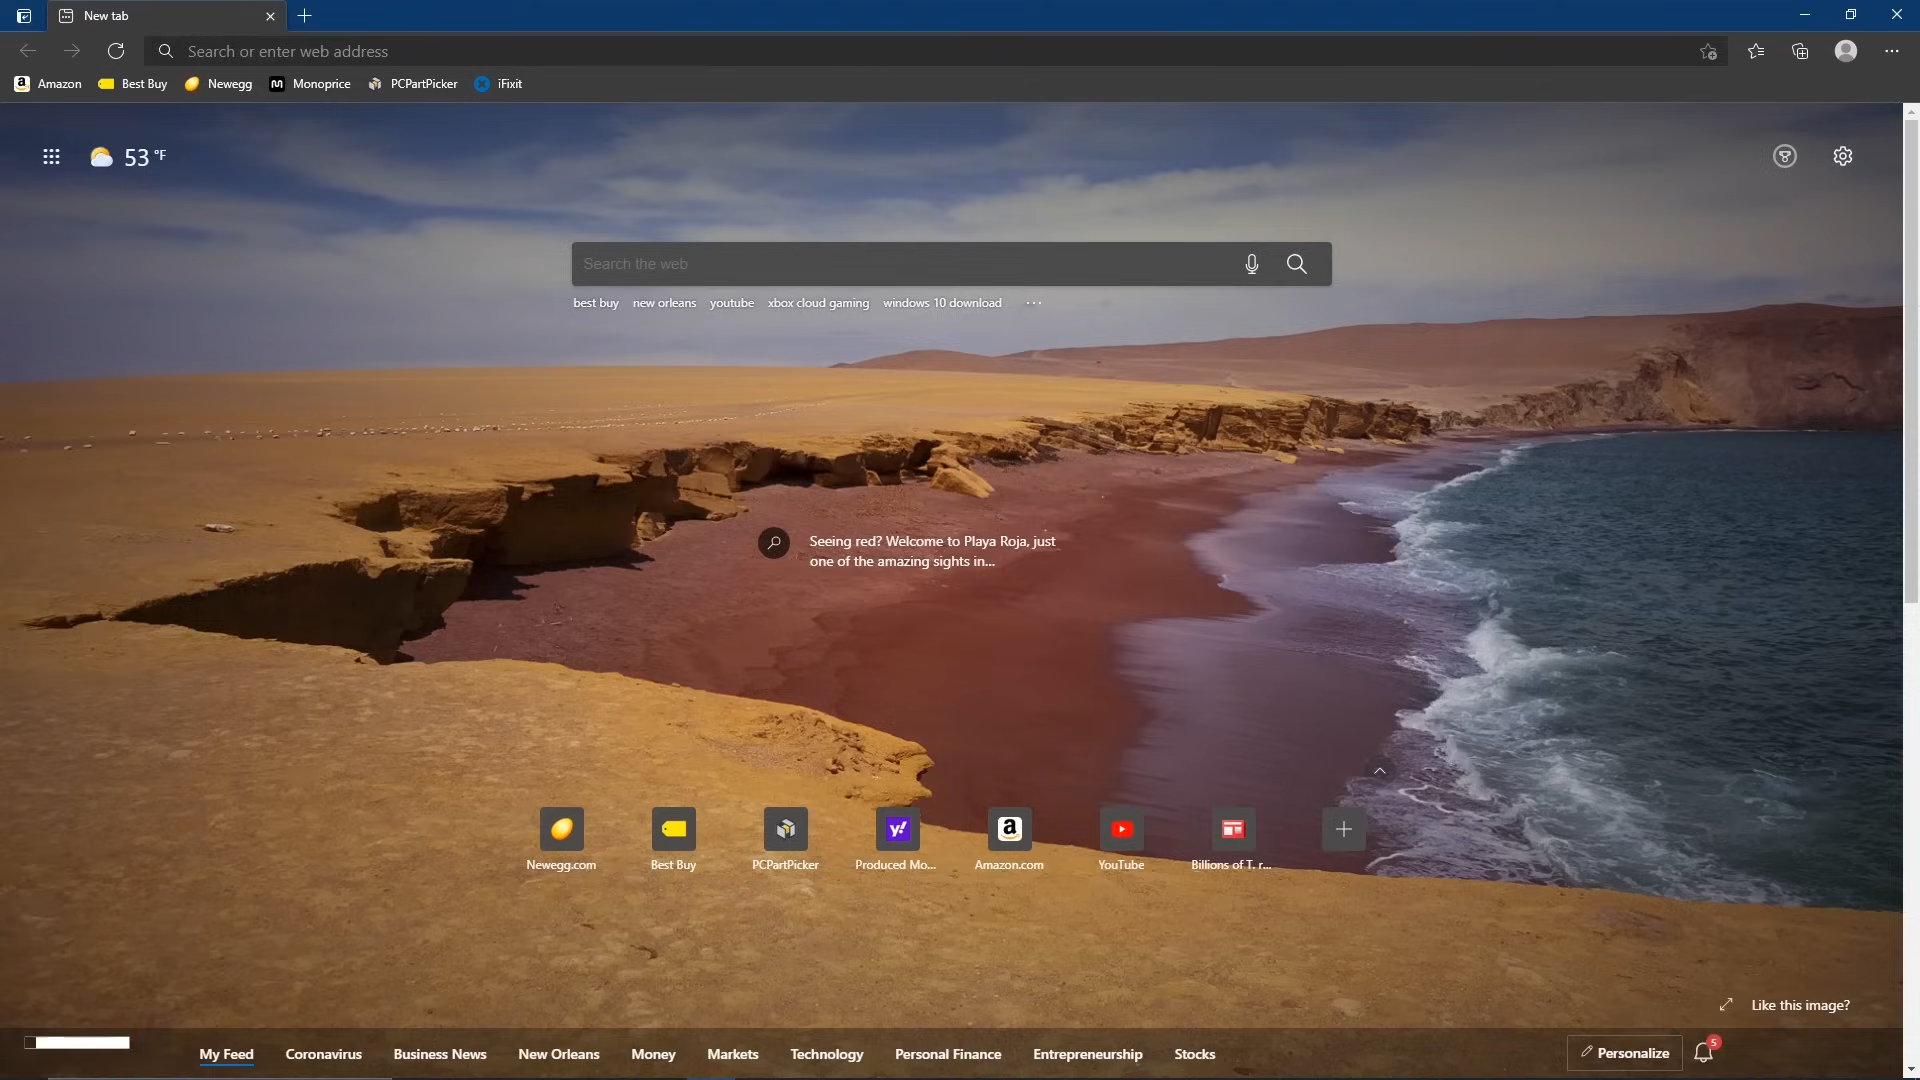 New tab
Search or enter web address
Amazon Best Buy Newegg Monoprice PCPartPicker iFixit
53 °F
Search the web
best buy new orleans youtube xbox cloud gaming windows 10 download ...
Seeing red? Welcome to Playa Roja, just
one of the amazing sights in...
Newegg.com Best Buy PCPartPicker Produced Mo... Amazon.com YouTube Billions of T. r...
Like this image?
My Feed Coronavirus Business News New Orleans Money Markets Technology Personal Finance Entrepreneurship Stocks Personalize 5